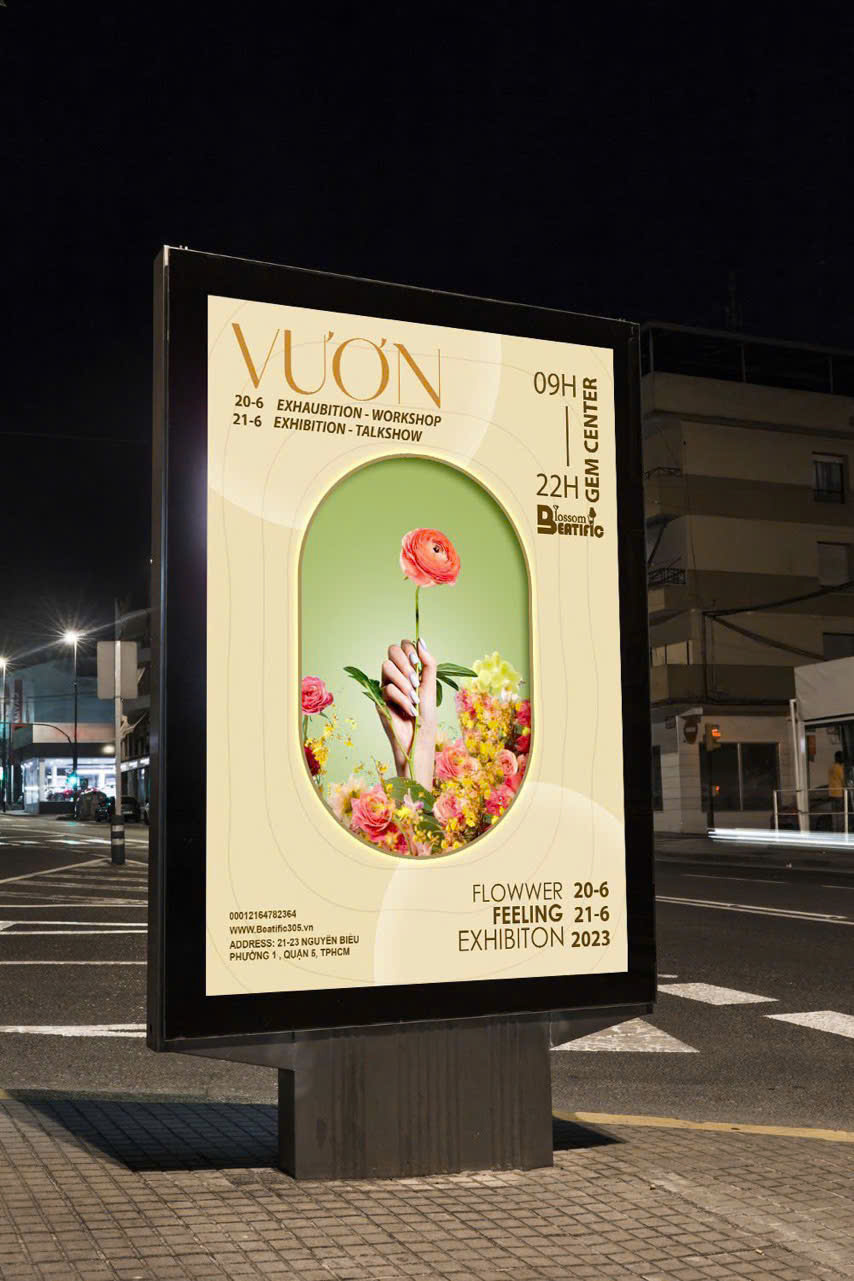 VƯƠN
20-6 EXHAUBITION - WORKSHOP
21-6 EXHIBITION - TALKSHOW
09H
22H
GEM CENTER
Blossom
BEATIFIC
FLOWWER 20-6
FEELING 21-6
EXHIBITON 2023
00012164782364
WWW.Beatific305.vn
ADDRESS: 21-23 NGUYỄN BIỂU
PHƯỜNG 1 , QUẬN 5, TPHCM